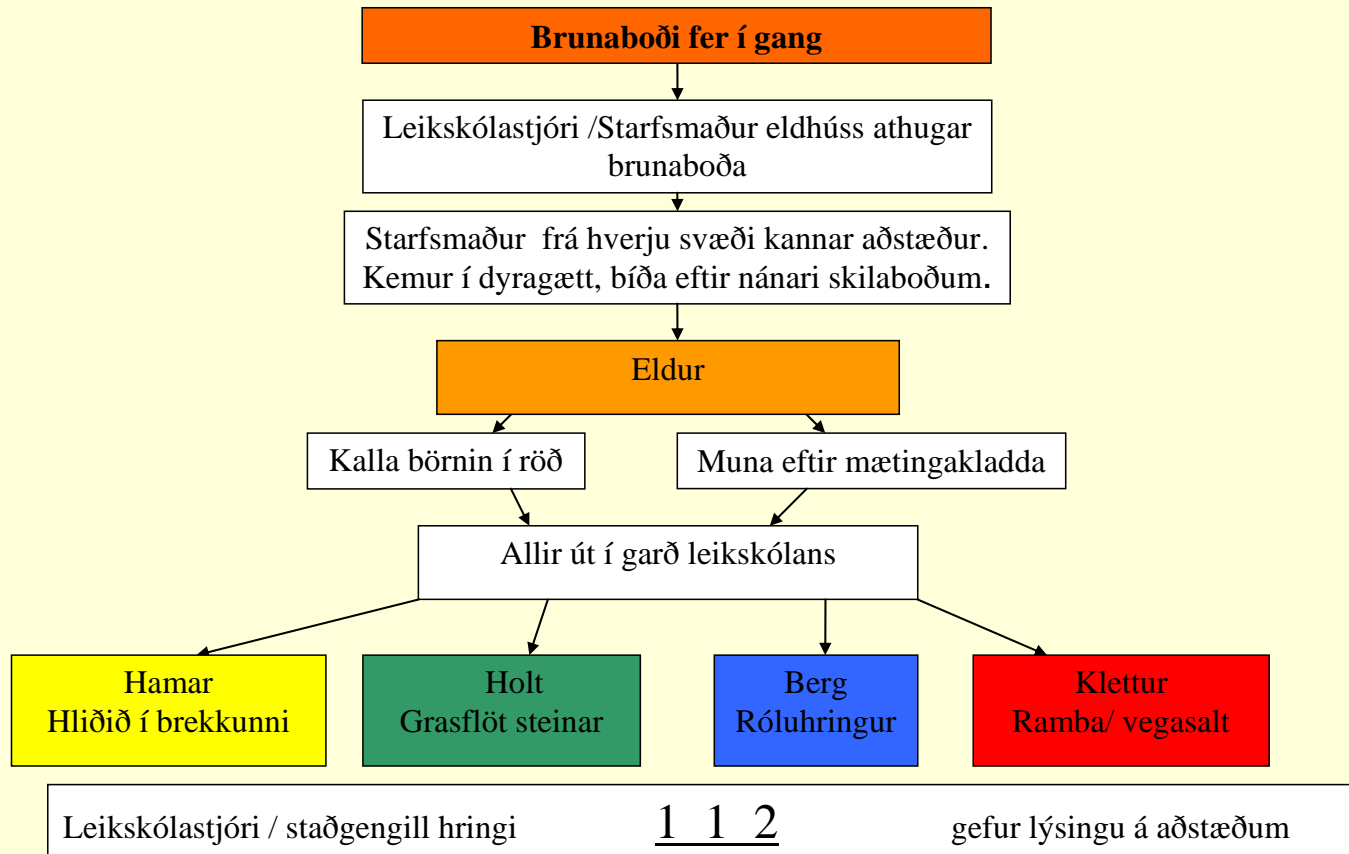 Brunaboði fer í gang
Leikskólastjóri /Starfsmaður eldhúss athugar
brunaboða
Starfsmaður frá hverju svæði kannar aðstæður.
Kemur í dyragætt, bíða eftir nánari skilaboðum.
Eldur
Kalla börnin í röð
Muna eftir mætingakladda
Allir út í garð leikskólans
Hamar
Hliðið í brekkunni
Holt
Grasflöt steinar
Berg
Róluhringur
Klettur
Ramba/ vegasalt
Leikskólastjóri / staðgengill hringi 1 1 2 gefur lýsingu á aðstæðum